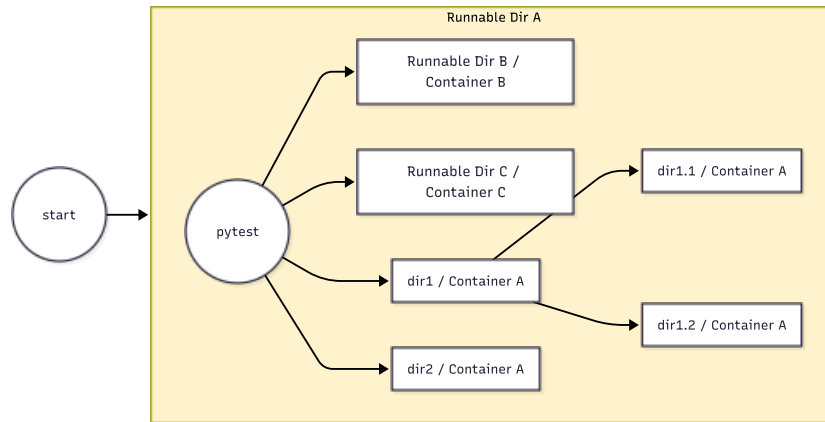 Runnable Dir A
Runnable Dir B /
Container B
Runnable Dir C /
Container C
dir1.1 / Container A
start
pytest
dir1 / Container A
dir1.2 / Container A
dir2 / Container A